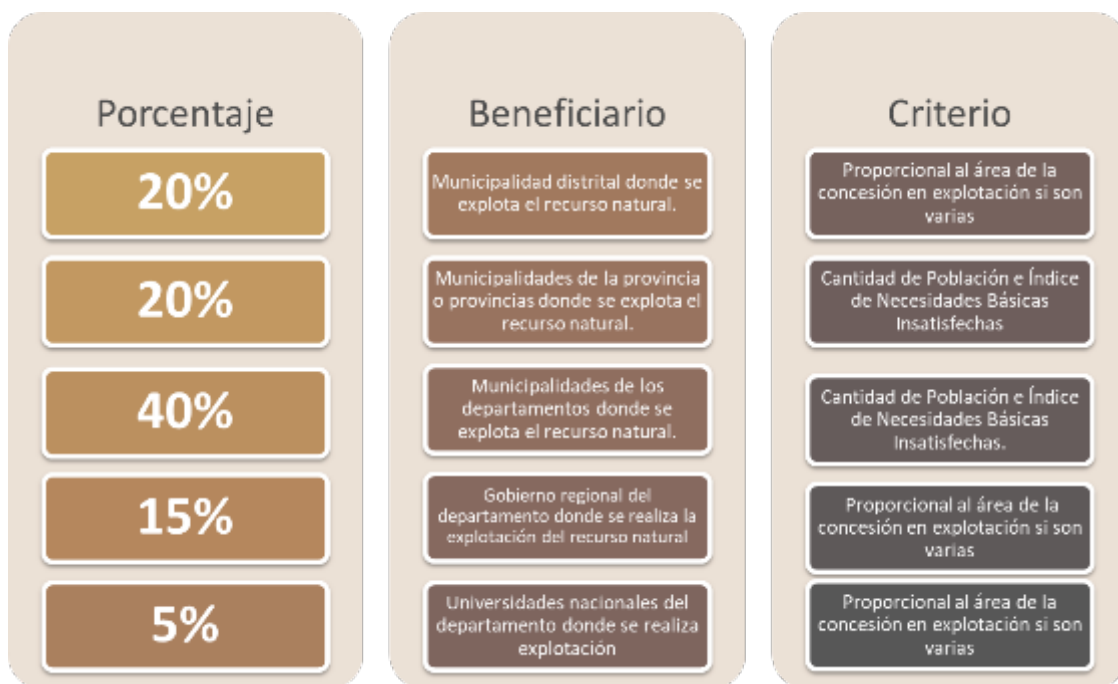 Porcentaje
Beneficiario
Criterio
20%
Municipalidad distrital donde se
explota el recurso natural.
Proporcional al área de la
concesión en explotación si son
varias
20%
Municipalidades de la provincia
o provincias donde se explota el
recurso natural.
Cantidad de Población e Índice
de Necesidades Básicas
Insatisfechas
40%
Municipalidades de los
departamentos donde se
explota el recurso natural.
Cantidad de Población e Índice
de Necesidades Básicas
Insatisfechas.
15%
Gobierno regional del
departamento donde se realiza la
explotación del recurso natural
Proporcional al área de la
concesión en explotación si son
varias
5%
Universidades nacionales del
departamento donde se realiza
explotación
Proporcional al área de la
concesión en explotación si son
varias